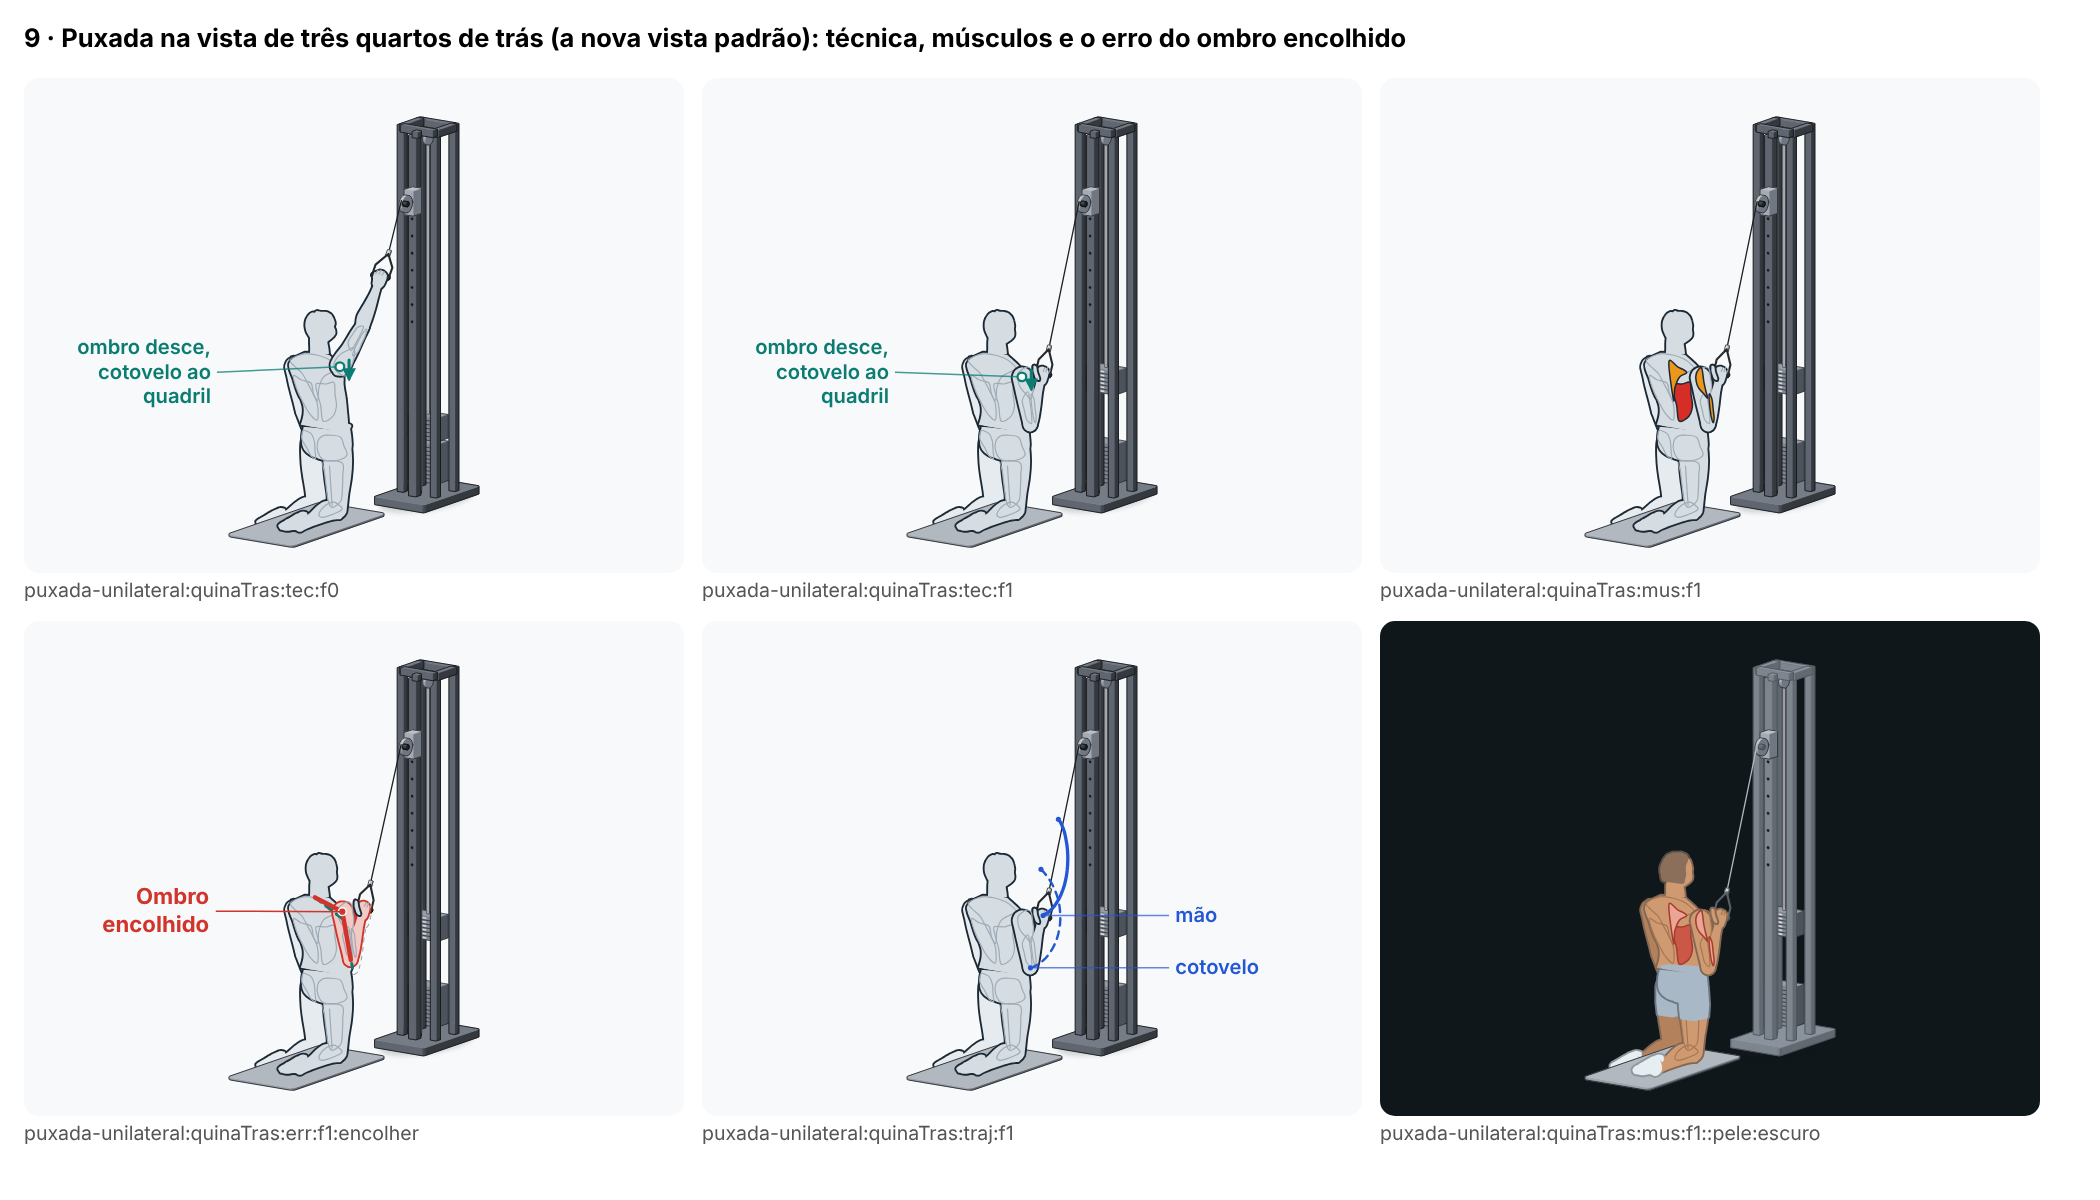 9 · Puxada na vista de três quartos de trás (a nova vista padrão): técnica, músculos e o erro do ombro encolhido
ombro desce,
cotovelo ao
quadril
ombro desce,
cotovelo ao
quadril
puxada-unilateral:quinaTras:tec:f0
puxada-unilateral:quinaTras:tec:f1
puxada-unilateral:quinaTras:mus:f1
Ombro
encolhido
mão
cotovelo
puxada-unilateral:quinaTras:err:f1:encolher
puxada-unilateral:quinaTras:traj:f1
puxada-unilateral:quinaTras:mus:f1::pele:escuro